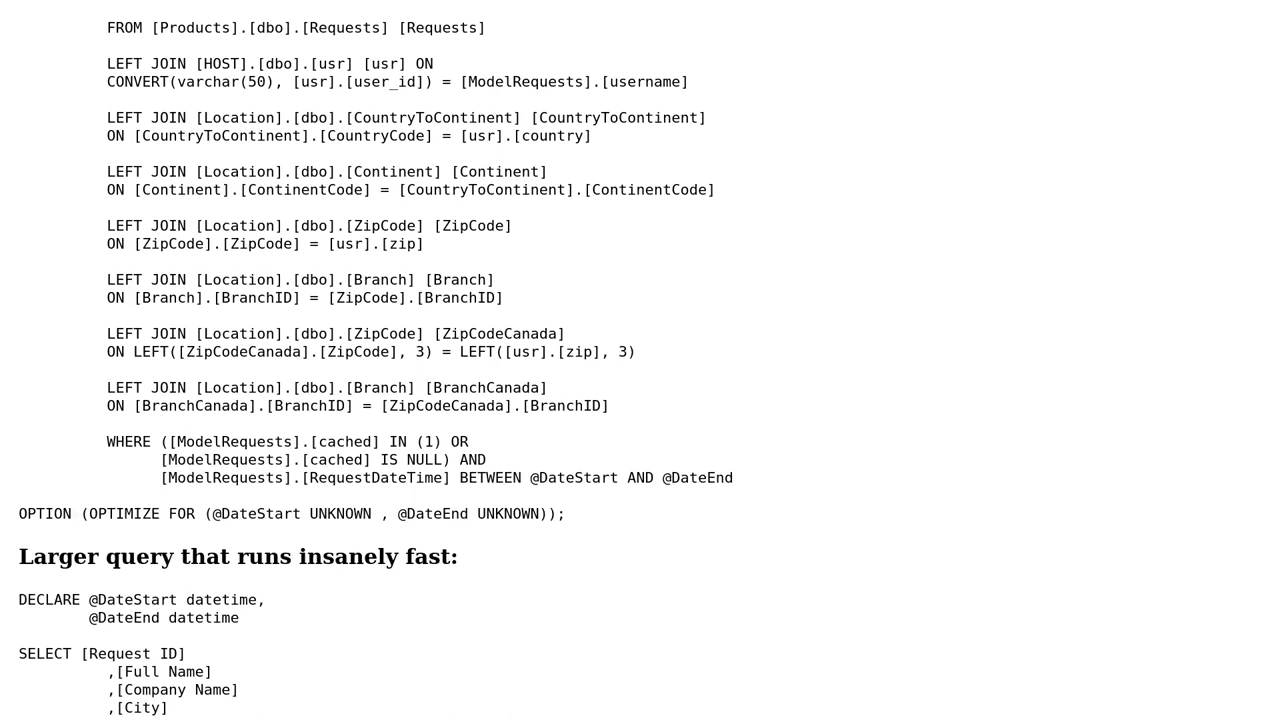 FROM [Products].[dbo].[Requests] [Requests]
LEFT JOIN [HOST].[dbo].[usr] [usr] ON
CONVERT(varchar(50), [usr].[user_id]) = [ModelRequests].[username]
LEFT JOIN [Location].[dbo].[CountryToContinent] [CountryToContinent]
ON [CountryToContinent].[CountryCode] = [usr].[country]
LEFT JOIN [Location].[dbo].[Continent] [Continent]
ON [Continent].[ContinentCode] = [CountryToContinent].[ContinentCode]
LEFT JOIN [Location].[dbo].[ZipCode] [ZipCode]
ON [ZipCode].[ZipCode] = [usr].[zip]
LEFT JOIN [Location].[dbo].[Branch] [Branch]
ON [Branch].[BranchID] = [ZipCode].[BranchID]
LEFT JOIN [Location].[dbo].[ZipCode] [ZipCodeCanada]
ON LEFT([ZipCodeCanada].[ZipCode], 3) = LEFT([usr].[zip], 3)
LEFT JOIN [Location].[dbo].[Branch] [BranchCanada]
ON [BranchCanada].[BranchID] = [ZipCodeCanada].[BranchID]
WHERE ([ModelRequests].[cached] IN (1) OR
[ModelRequests].[cached] IS NULL) AND
[ModelRequests].[RequestDateTime] BETWEEN @DateStart AND @DateEnd
OPTION (OPTIMIZE FOR (@DateStart UNKNOWN , @DateEnd UNKNOWN));
Larger query that runs insanely fast:
DECLARE @DateStart datetime,
@DateEnd datetime
SELECT [Request ID]
,[Full Name]
,[Company Name]
,[City]